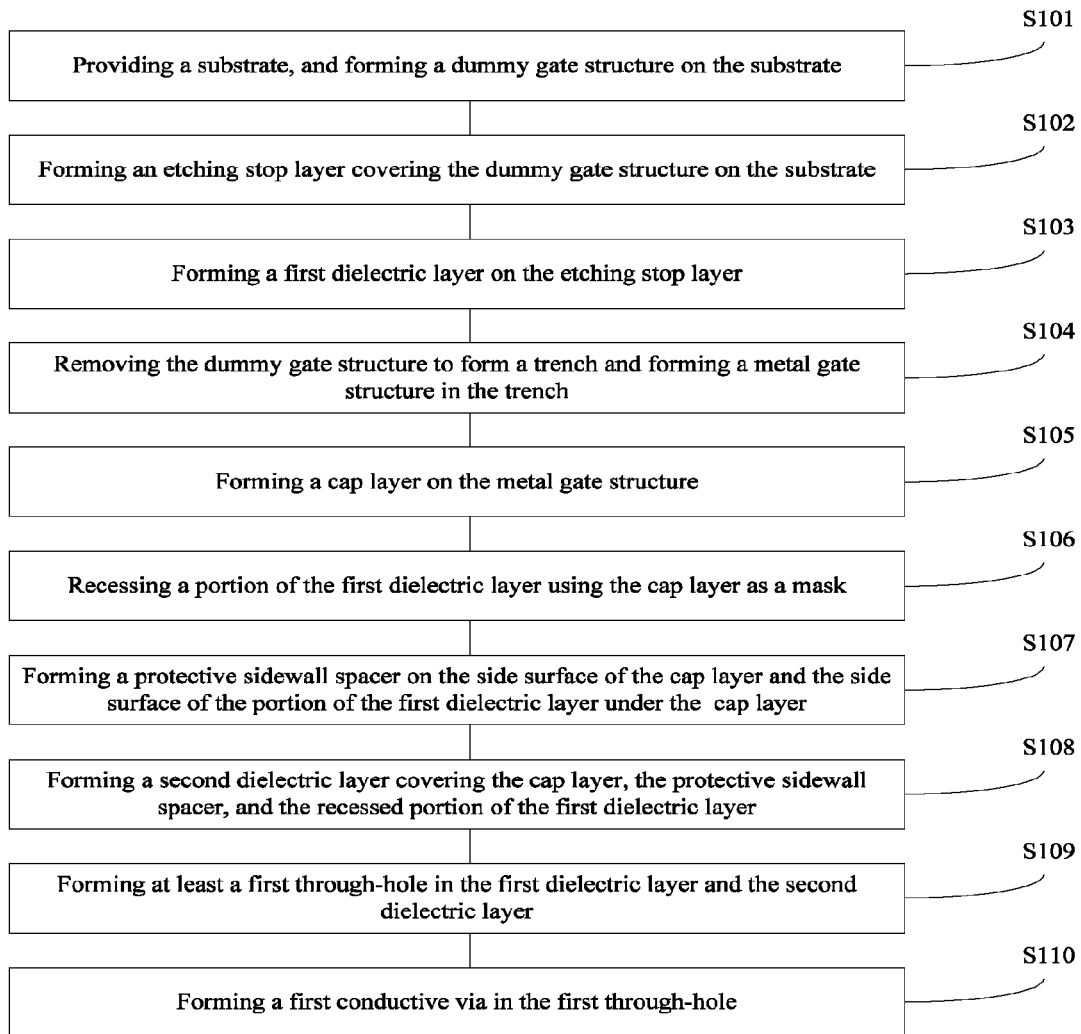 S101
Providing a substrate, and forming a dummy gate structure on the substrate
S102
Forming an etching stop layer covering the dummy gate structure on the substrate
S103
Forming a first dielectric layer on the etching stop layer
S104
Removing the dummy gate structure to form a trench and forming a metal gate
structure in the trench
S105
Forming a cap layer on the metal gate structure
S106
Recessing a portion of the first dielectric layer using the cap layer as a mask
S107
Forming a protective sidewall spacer on the side surface of the cap layer and the side
surface of the portion of the first dielectric layer under the cap layer
S108
Forming a second dielectric layer covering the cap layer, the protective sidewall
spacer, and the recessed portion of the first dielectric layer
S109
Forming at least a first through-hole in the first dielectric layer and the second
dielectric layer
S110
Forming a first conductive via in the first through-hole